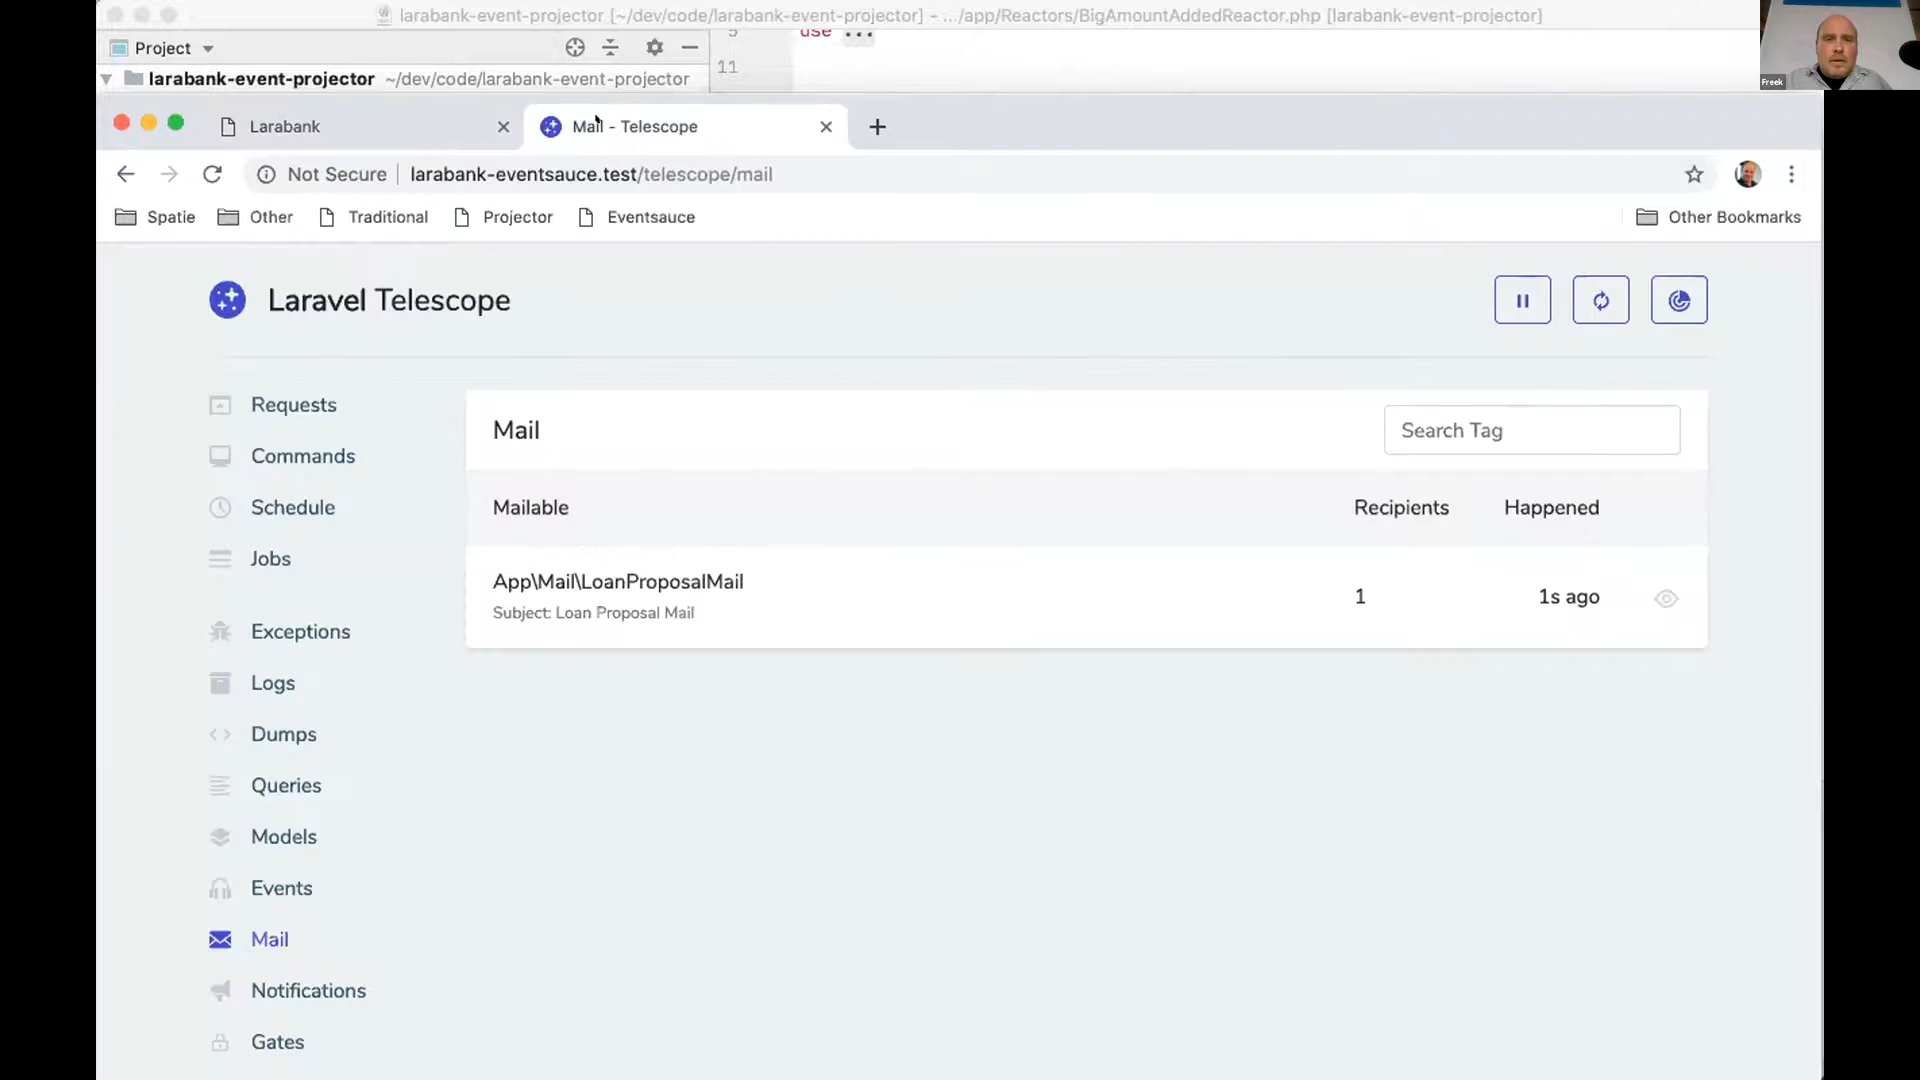 larabank-event-projector [~/dev/code/larabank-event-projector] - .../app/Reactors/BigAmountAddedReactor.php [larabank-event-projector]
Project
5 use ...
larabank-event-projector ~/dev/code/larabank-event-projector
11
Freek
Larabank
Mail - Telescope
Not Secure
larabank-eventsauce.test/telescope/mail
Spatie
Other
Traditional
Projector
Eventsauce
Other Bookmarks
Laravel Telescope
Requests
Commands
Schedule
Jobs
Exceptions
Logs
Dumps
Queries
Models
Events
Mail
Notifications
Gates
Mail
Search Tag
Mailable Recipients Happened
App\Mail\LoanProposalMail
Subject: Loan Proposal Mail
1 1s ago